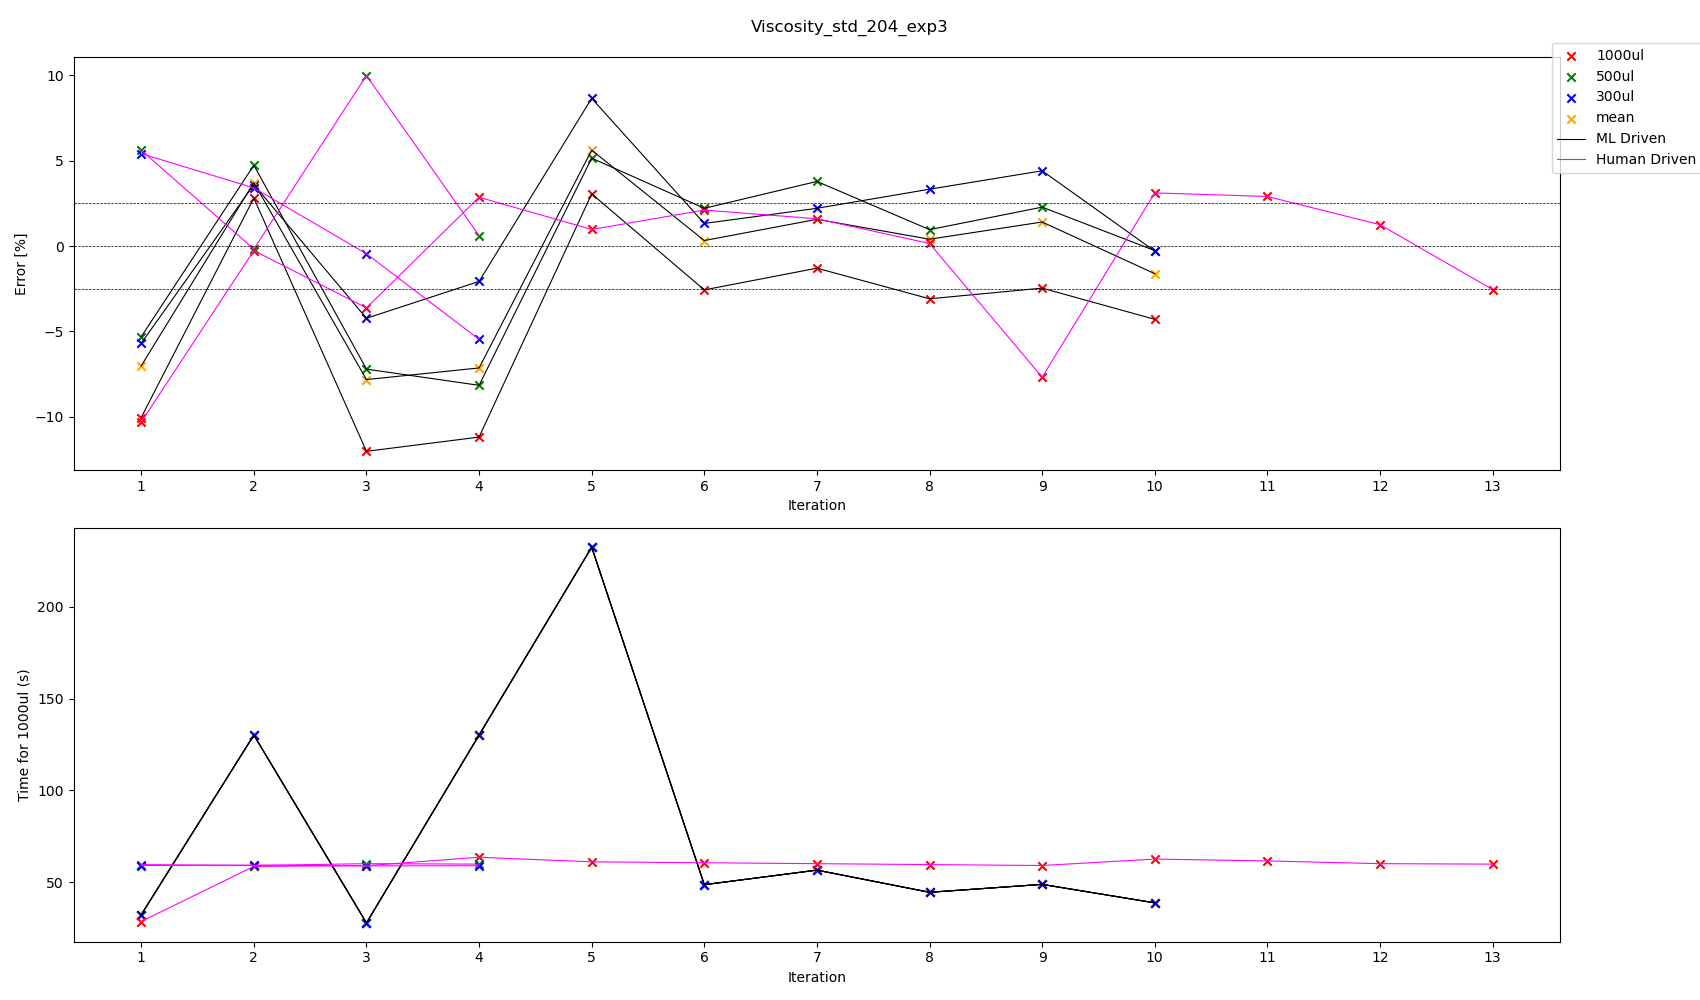 Viscosity_std_204_exp3
1000ul
500ul
300ul
mean
ML Driven
Human Driven
10
5
0
−5
−10
Error [%]
1 2 3 4 5 6 7 8 9 10 11 12 13
Iteration
200
150
100
50
Time for 1000ul (s)
1 2 3 4 5 6 7 8 9 10 11 12 13
Iteration